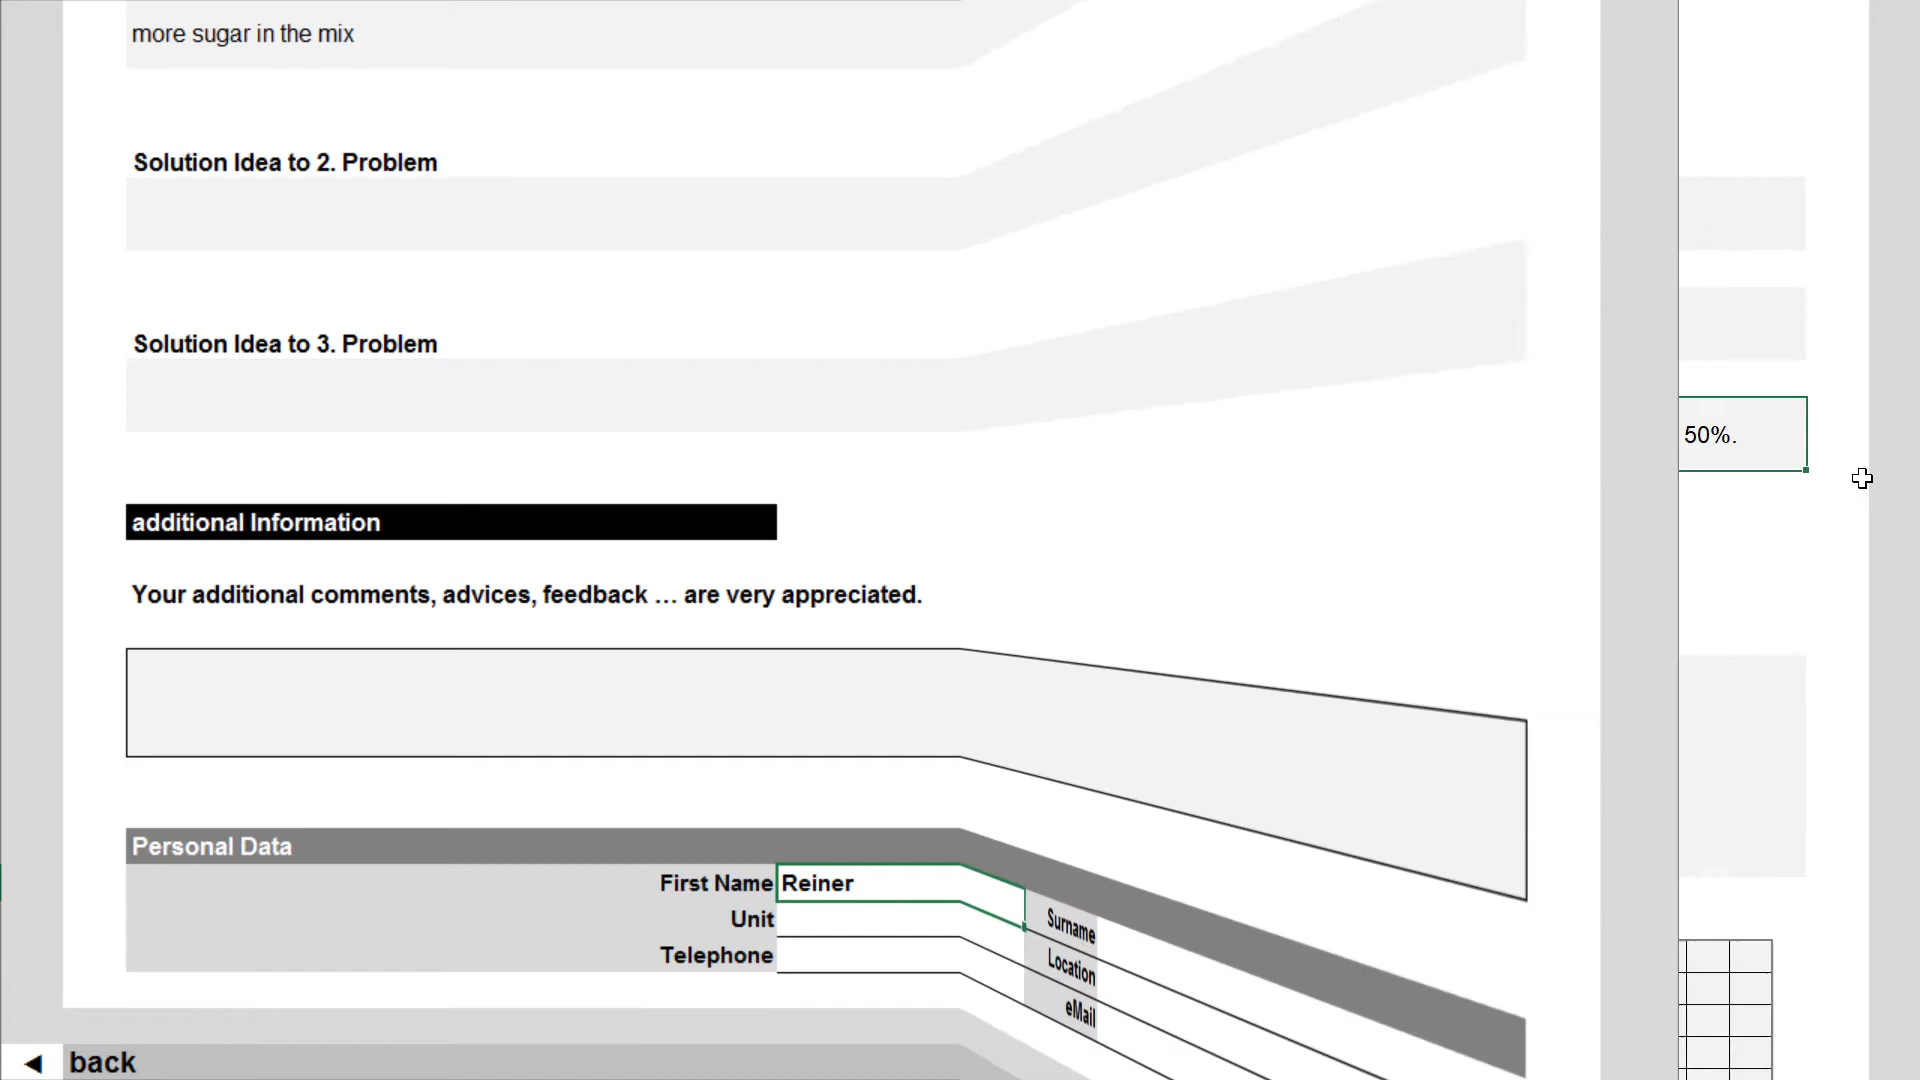 more sugar in the mix
Solution Idea to 2. Problem
Solution Idea to 3. Problem
50%.
additional Information
Your additional comments, advices, feedback … are very appreciated.
Personal Data
First Name Reiner
Surname
Unit
Location
Telephone
eMail
back